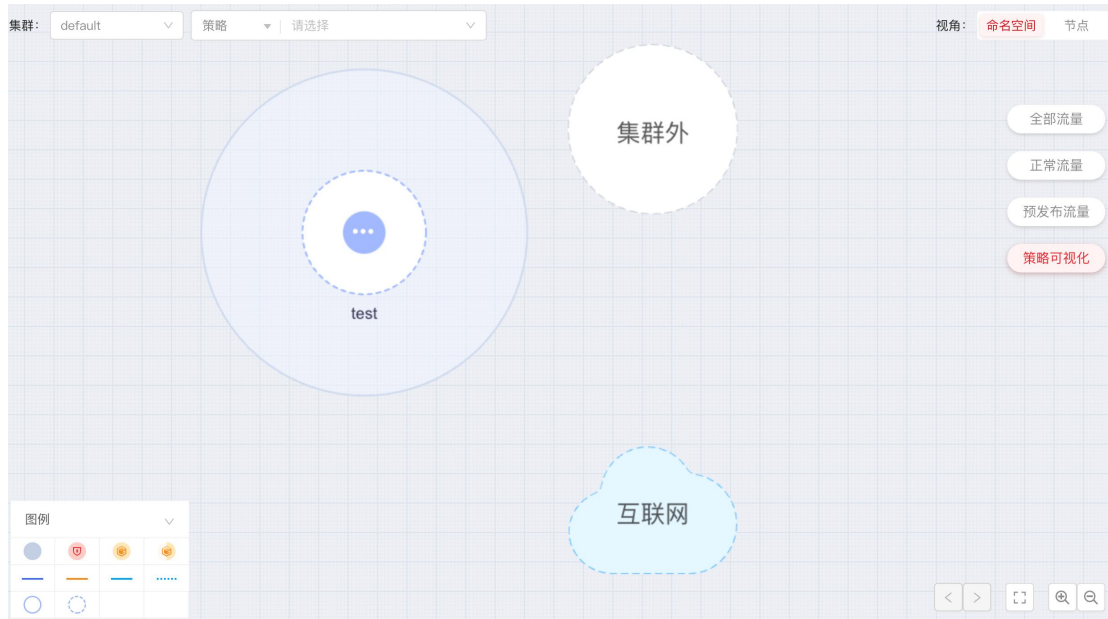 集群： default 策略 请选择 视角： 命名空间 节点
集群外
全部流量
正常流量
预发布流量
策略可视化
test
互联网
图例